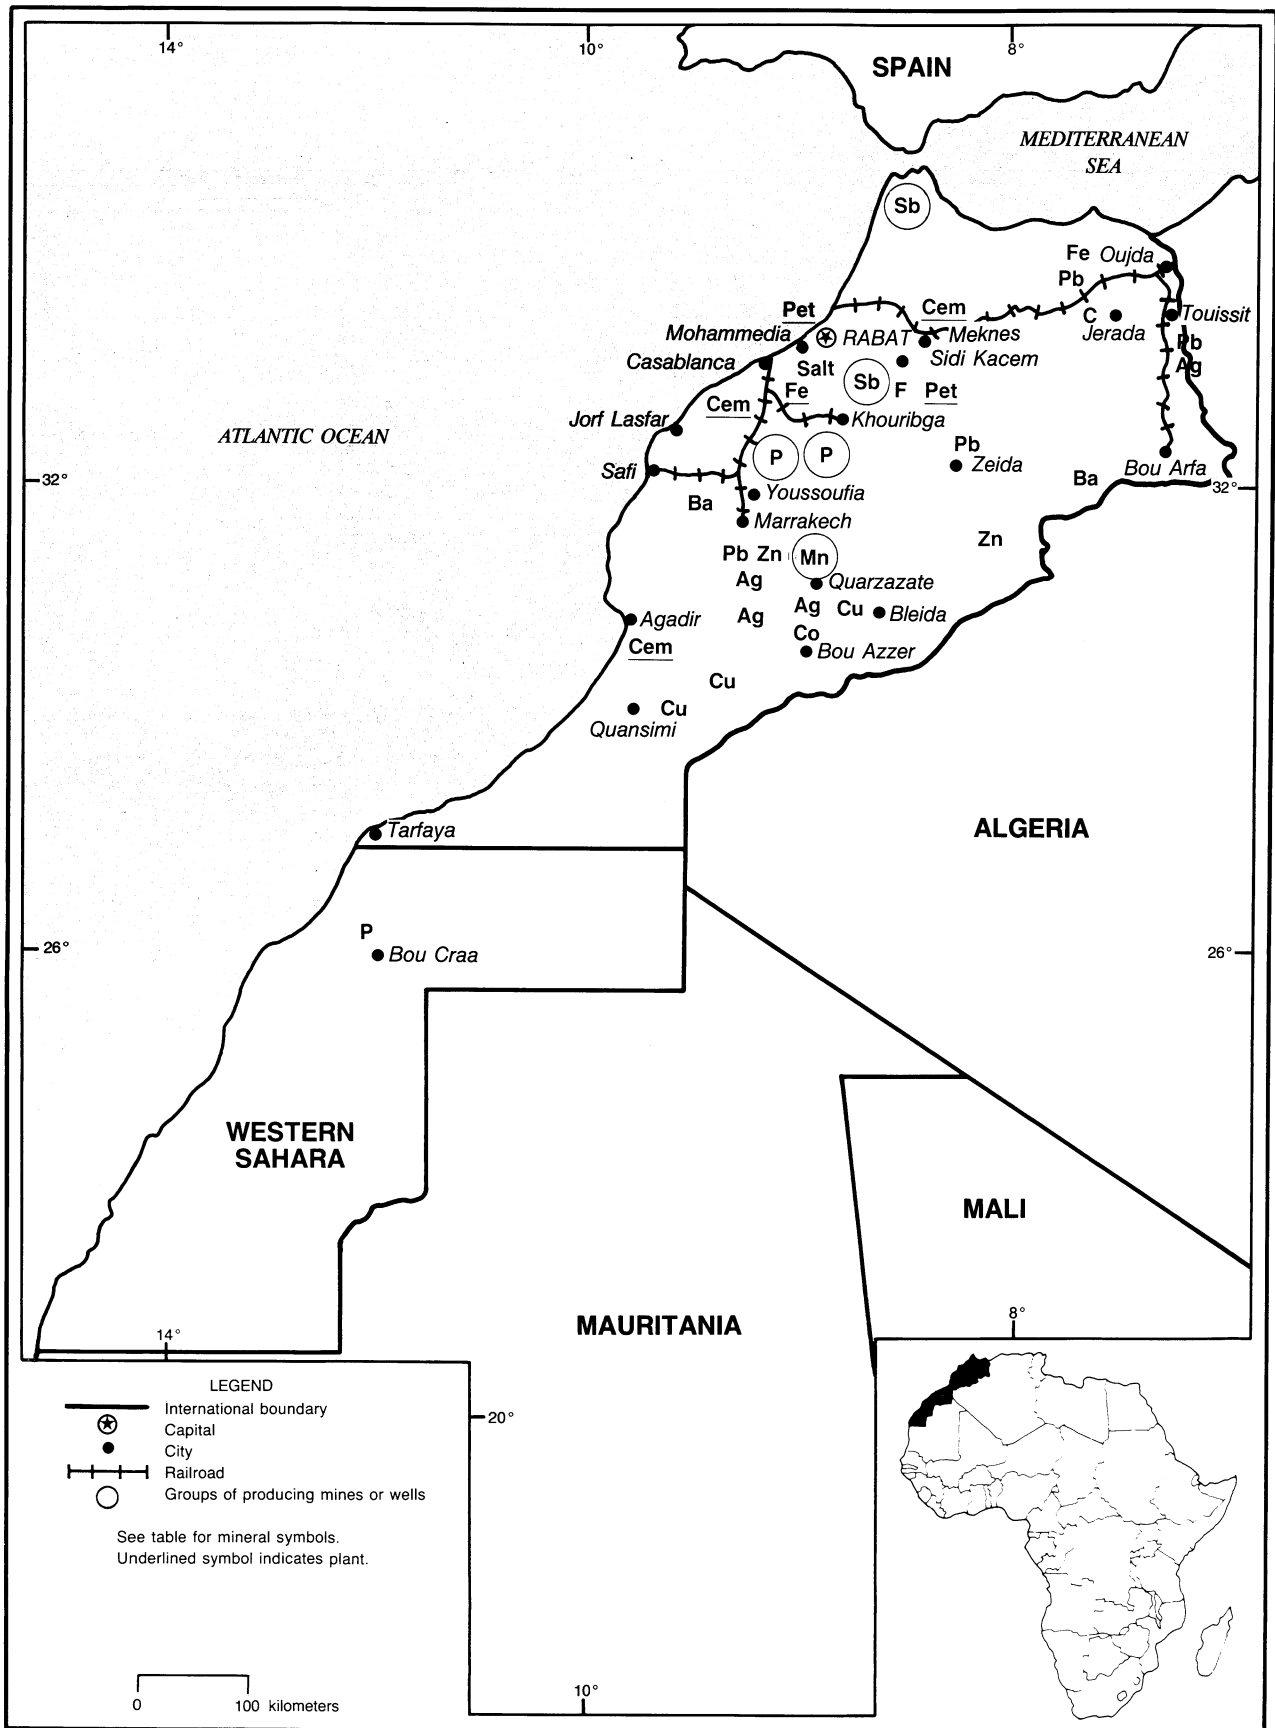 14°
10°
8°
SPAIN
MEDITERRANEAN
SEA
Sb
Fe Oujda
Pb
Pet
Cem
C
Touissit
Mohammedia
RABAT
Meknes
Jerada
Casablanca
Salt
Sidi Kacem
Pb
Ag
Sb
Fe
F
Pet
Cem
Jorf Lasfar
Khouribga
ATLANTIC OCEAN
P
P
Pb
Safi
Zeida
Bou Arfa
32°
Ba
32°
Youssoufia
Ba
Marrakech
Zn
Pb Zn
Mn
Ag
Quarzazate
Ag
Ag
Cu
Bleida
Agadir
Co
Cem
Bou Azzer
Cu
Cu
Quansimi
ALGERIA
Tarfaya
P
26°
Bou Craa
26°
WESTERN
SAHARA
MALI
MAURITANIA
14°
8°
LEGEND
International boundary
Capital
City
Railroad
Groups of producing mines or wells
20°
See table for mineral symbols.
Underlined symbol indicates plant.
0 100 kilometers
10°